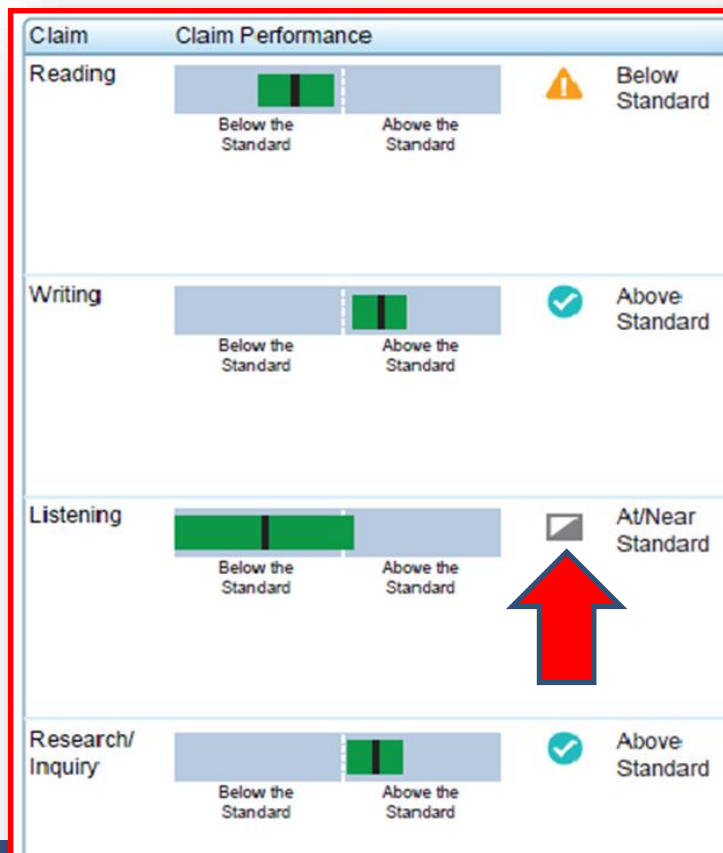 Claim Claim Performance
Reading
Below the Standard
Above the Standard
Below
Standard
Writing
Below the Standard
Above the Standard
Above
Standard
Listening
Below the Standard
Above the Standard
At/Near
Standard
Research/
Inquiry
Below the Standard
Above the Standard
Above
Standard